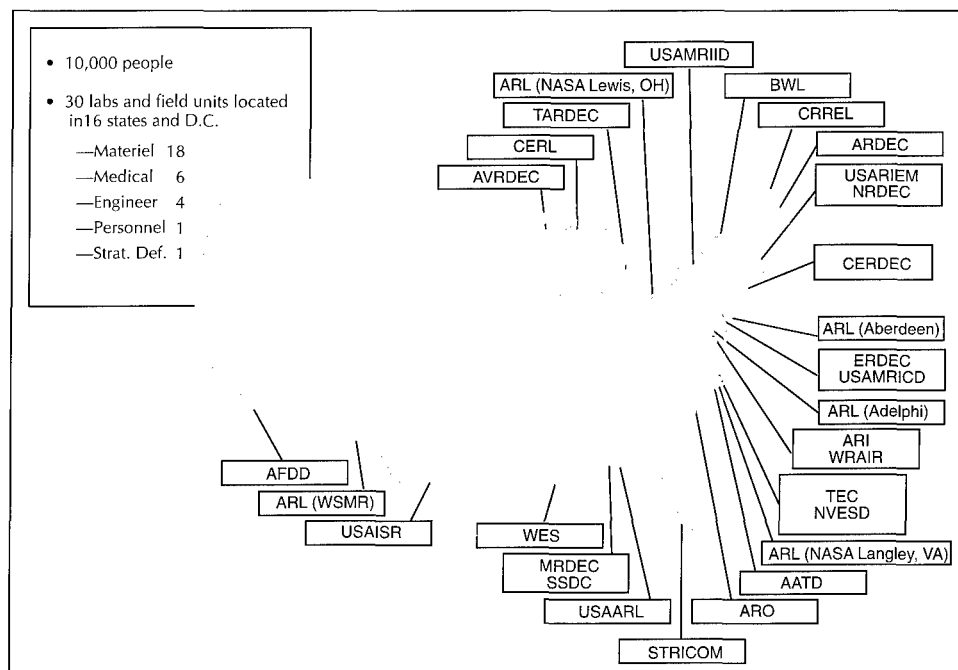 • 10,000 people
• 30 labs and field units located
in16 states and D.C.
—Materiel 18
—Medical 6
—Engineer 4
—Personnel 1
—Strat. Def. 1
USAMRIID
ARL (NASA Lewis, OH)
BWL
TARDEC
CRREL
CERL
ARDEC
AVRDEC
USARIEM
NRDEC
CERDEC
ARL (Aberdeen)
ERDEC
USAMRICD
ARL (Adelphi)
ARI
WRAIR
AFDD
TEC
NVESD
ARL (WSMR)
USAISR
WES
ARL (NASA Langley, VA)
MRDEC
SSDC
AATD
USAARL
ARO
STRICOM